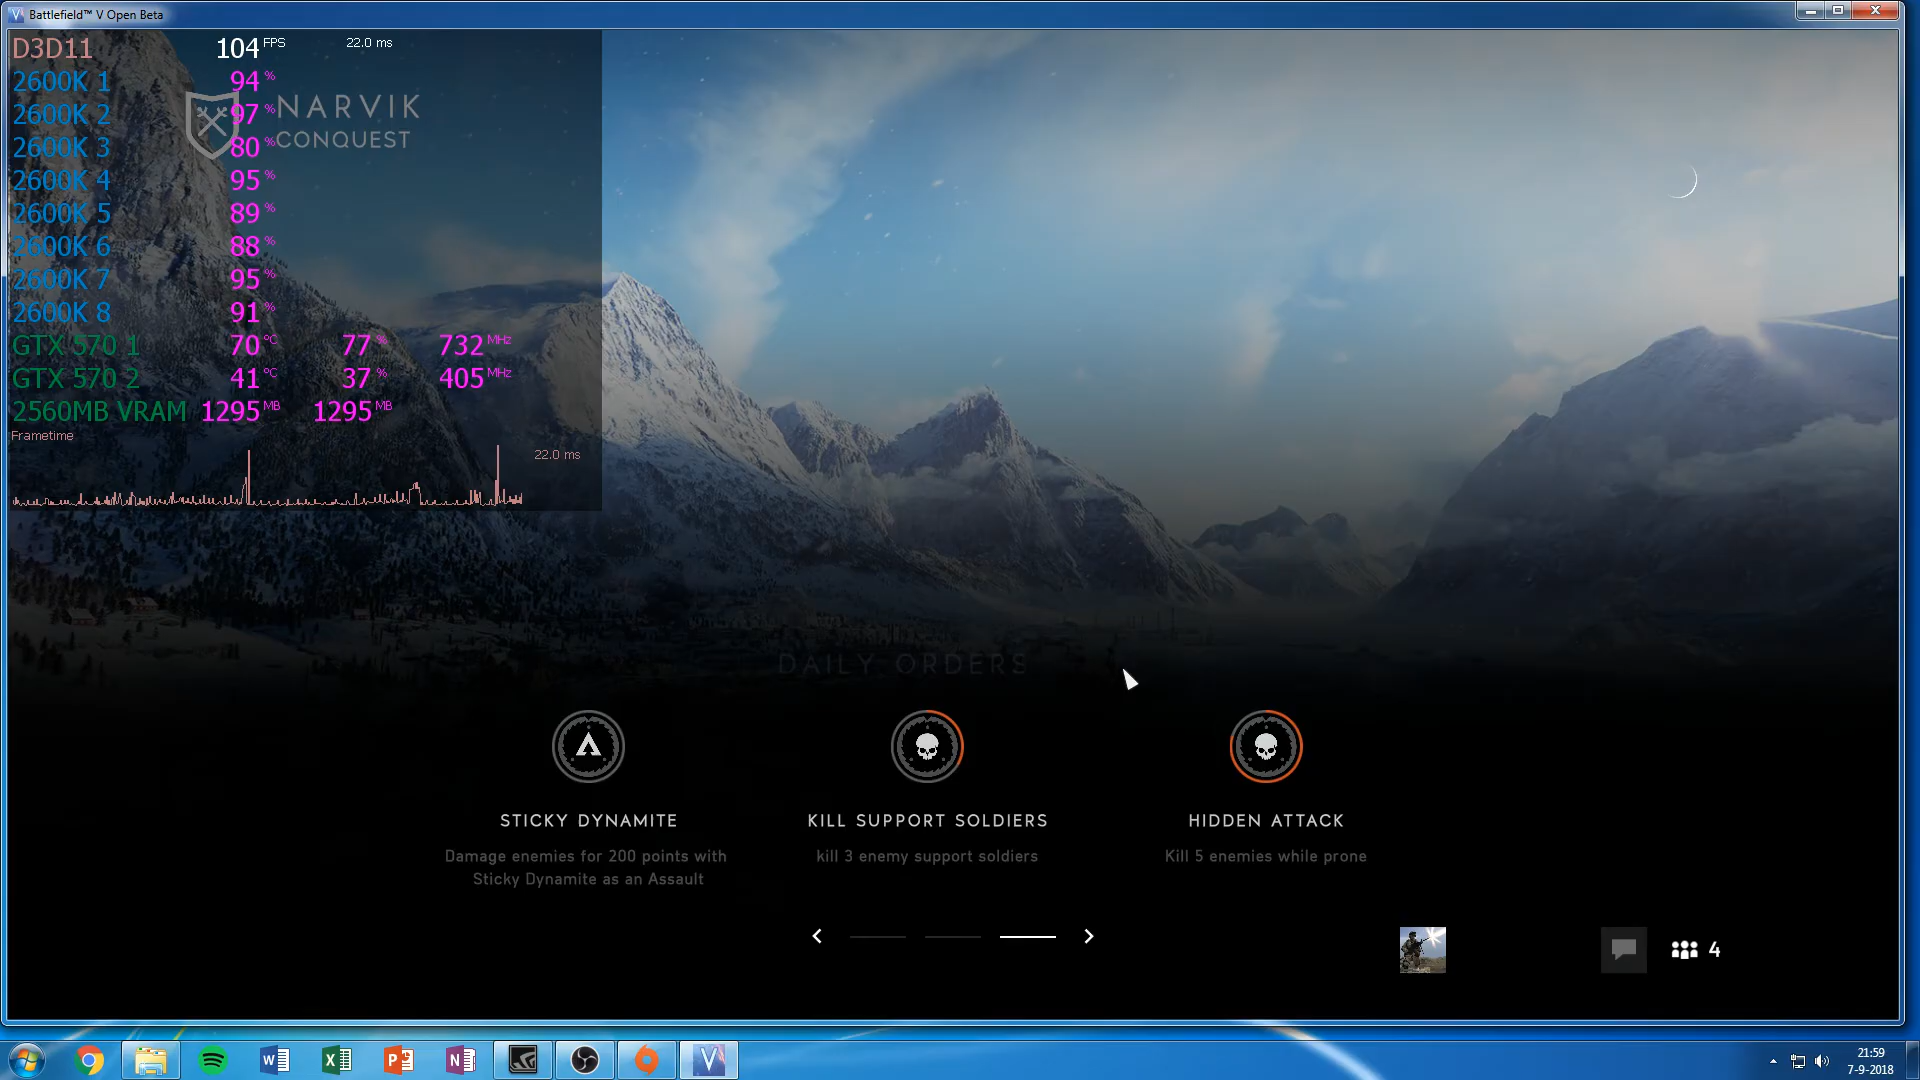 Battlefield™ V Open Beta
D3D11 104 FPS 22.0 ms
2600K 1 94 %
2600K 2 97 %
2600K 3 80 %
2600K 4 95 %
2600K 5 89 %
2600K 6 88 %
2600K 7 95 %
2600K 8 91 %
GTX 570 1 70 °C 77 % 732 MHz
GTX 570 2 41 °C 37 % 405 MHz
2560MB VRAM 1295 MB 1295 MB
Frametime
22.0 ms
NARVIK
CONQUEST
DAILY ORDERS
STICKY DYNAMITE
Damage enemies for 200 points with
Sticky Dynamite as an Assault
KILL SUPPORT SOLDIERS
kill 3 enemy support soldiers
HIDDEN ATTACK
Kill 5 enemies while prone
4
21:59
7-9-2018